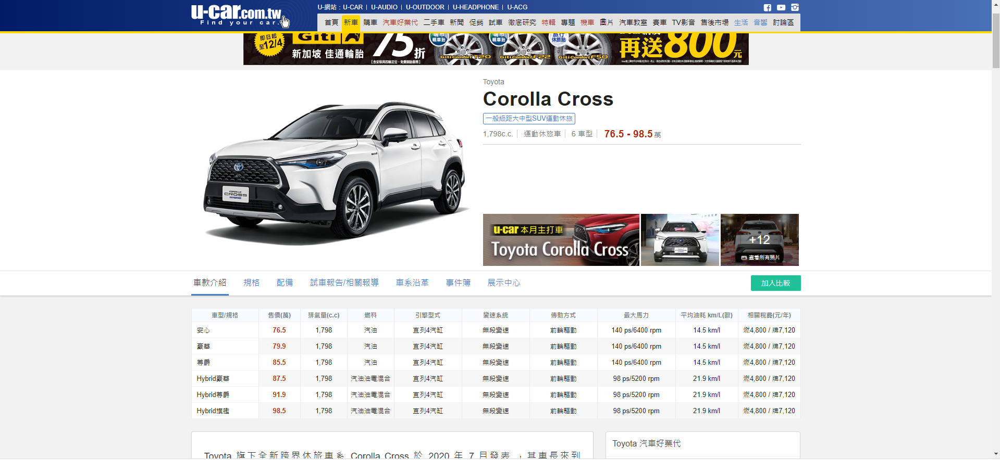 u-car.com.tw
Find your car.
U-網站：U-CAR | U-AUDIO | U-OUTDOOR | U-HEADPHONE | U-ACG
首頁 新車 購車 汽車好業代 二手車 新聞 促銷 試車 徹底研究 特輯 專題 機車 圖片 汽車教室 賽車 TV影音 售後市場 生活 音響 討論區
即日起
至12/4
Giti
新加坡 佳通輪胎
75折
【含安裝與四輪定位，免費調胎服務】
城市
轎車胎
GitiComfort T20
城市
轎車胎
GitiComfort F22
旅行
休旅胎
GitiComfort F50
再送800元
Toyota
Corolla Cross
一般級距大中型SUV運動休旅
1,798c.c. | 運動休旅車 | 6 車型 | 76.5 - 98.5 萬
COROLLA
CROSS
HYBRID
u-car 本月主打車
Toyota Corolla Cross
+12
查看所有照片
車款介紹 規格 配備 試車報告/相關報導 車系沿革 事件簿 展示中心
加入比較
車型/規格 售價(萬) 排氣量(c.c) 燃料 引擎型式 變速系統 傳動方式 最大馬力 平均油耗 km/L(歐) 相關稅費(元/年)
安心 76.5 1,798 汽油 直列4汽缸 無段變速 前輪驅動 140 ps/6400 rpm 14.5 km/l 燃4,800 / 牌7,120
豪華 79.9 1,798 汽油 直列4汽缸 無段變速 前輪驅動 140 ps/6400 rpm 14.5 km/l 燃4,800 / 牌7,120
尊爵 85.5 1,798 汽油 直列4汽缸 無段變速 前輪驅動 140 ps/6400 rpm 14.5 km/l 燃4,800 / 牌7,120
Hybrid豪華 87.5 1,798 汽油油電混合 直列4汽缸 無段變速 前輪驅動 98 ps/5200 rpm 21.9 km/l 燃4,800 / 牌7,120
Hybrid尊爵 91.9 1,798 汽油油電混合 直列4汽缸 無段變速 前輪驅動 98 ps/5200 rpm 21.9 km/l 燃4,800 / 牌7,120
Hybrid旗艦 98.5 1,798 汽油油電混合 直列4汽缸 無段變速 前輪驅動 98 ps/5200 rpm 21.9 km/l 燃4,800 / 牌7,120
Toyota 旗下全新跨界休旅車系 Corolla Cross 於 2020 年 7 月發表，其車長來到
Toyota 汽車好業代